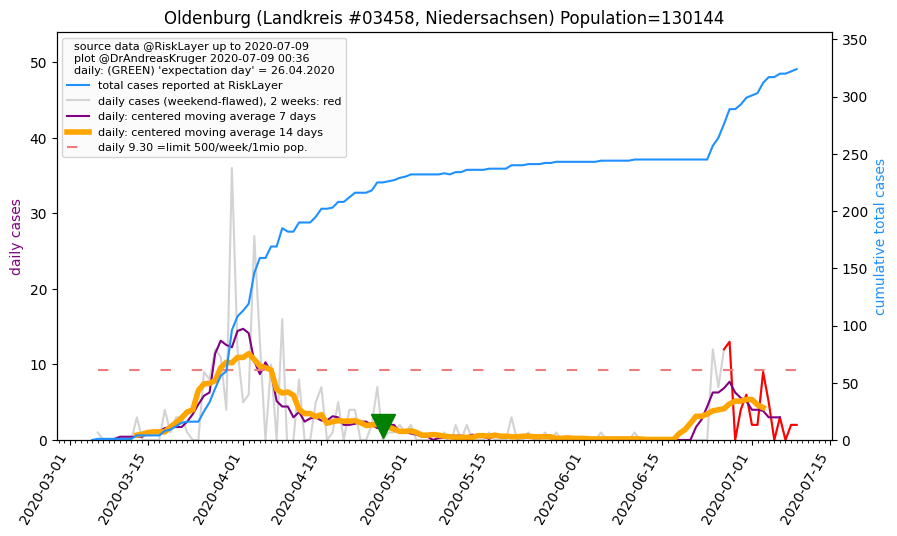 Oldenburg (Landkreis #03458, Niedersachsen) Population=130144
source data @RiskLayer up to 2020-07-09
plot @DrAndreasKruger 2020-07-09 00:36
daily: (GREEN) 'expectation day' = 26.04.2020
total cases reported at RiskLayer
daily cases (weekend-flawed), 2 weeks: red
daily: centered moving average 7 days
daily: centered moving average 14 days
daily 9.30 =limit 500/week/1mio pop.
daily cases
50
40
30
20
10
0
cumulative total cases
350
300
250
200
150
100
50
0
2020-03-01
2020-03-15
2020-04-01
2020-04-15
2020-05-01
2020-05-15
2020-06-01
2020-06-15
2020-07-01
2020-07-15